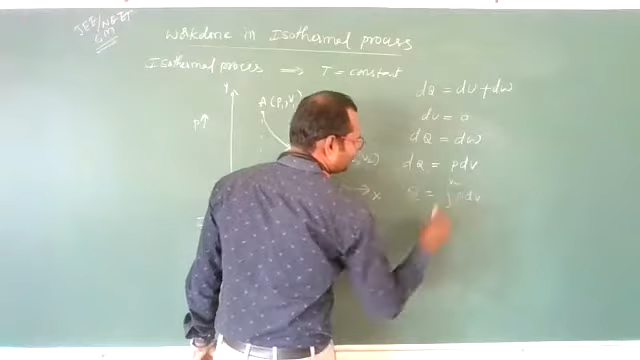 JEE/NEET
workdone in Isothermal process
Isothermal process ⟹ T = constant
Y
A (P₁,V₁)
P↑
V₂)
X
dQ = dU + dW
dU = 0
dQ = dW
dQ = PdV
= ∫ PdV